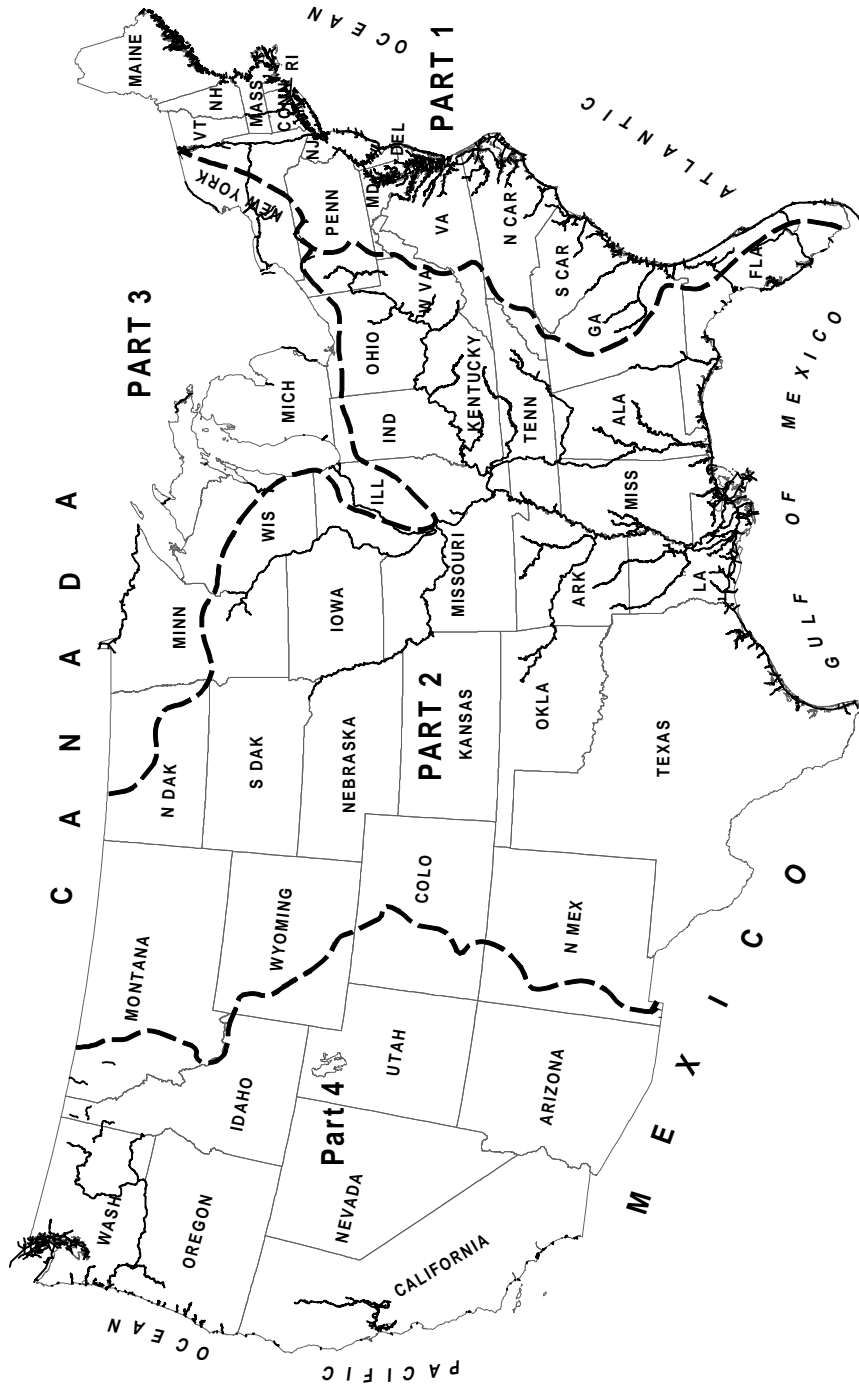 C A N A D A
PART 3
PART 1
PART 2
Part 4
WASH
OREGON
CALIFORNIA
NEVADA
IDAHO
MONTANA
WYOMING
UTAH
ARIZONA
COLO
N MEX
N DAK
S DAK
NEBRASKA
KANSAS
OKLA
TEXAS
MINN
IOWA
MISSOURI
ARK
LA
WIS
ILL
MICH
IND
OHIO
KENTUCKY
TENN
MISS
ALA
GA
FLA
S CAR
N CAR
VA
W VA
MD
DEL
PENN
NJ
NEW YORK
VT
NH
MAINE
MASS
CONN
RI
PACIFIC OCEAN
ATLANTIC OCEAN
GULF OF MEXICO
M E X I C O